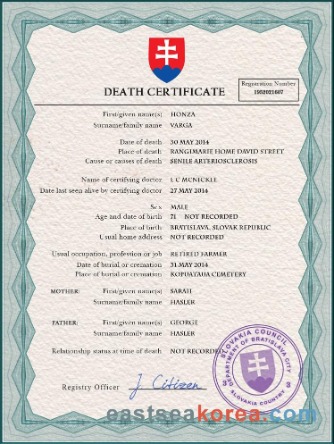 DEATH CERTIFICATE
Registration Number
First/given name(s) HONZA
Surname/family name VARGA
Date of death 30 MAY 2014
Place of death RANGIMARIE HOME DAVID STREET
Cause or causes of death SENILE ARTERIOSCLEROSIS
Name of certifying doctor L C MCNICKLE
Date last seen alive by certifying doctor 27 MAY 2014
Sex MALE
Age and date of birth 71 NOT RECORDED
Place of birth BRATISLAVA, SLOVAK REPUBLIC
Usual home address NOT RECORDED
Usual occupation, profession or job RETIRED FARMER
Date of burial or cremation 31 MAY 2014
Place of burial or cremation CEMETERY
MOTHER: First/given name(s) SARAH
Surname/family name HASLER
FATHER: First/given name(s) GEORGE
Surname/family name HASLER
Relationship status at time of death NOT RECORDED
Registry Officer J Citizen
SLOVAKIA COUNCIL
DEPARTMENT OF BRATISLAVA CITY
SLOVAKIA COUNTRY
eastseakorea.com